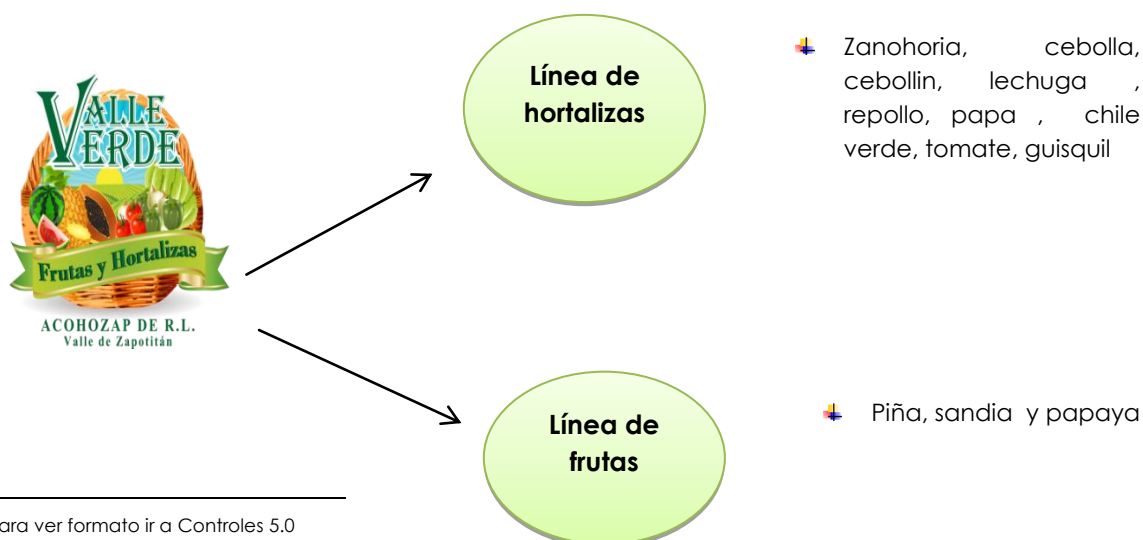 VALLE
VERDE
Frutas y Hortalizas
ACOHOZAP DE R.L.
Valle de Zapotitán
Línea de
hortalizas
Zanohoria, cebolla,
cebollin, lechuga ,
repollo, papa , chile
verde, tomate, guisquil
Línea de
frutas
Piña, sandia y papaya
ara ver formato ir a Controles 5.0